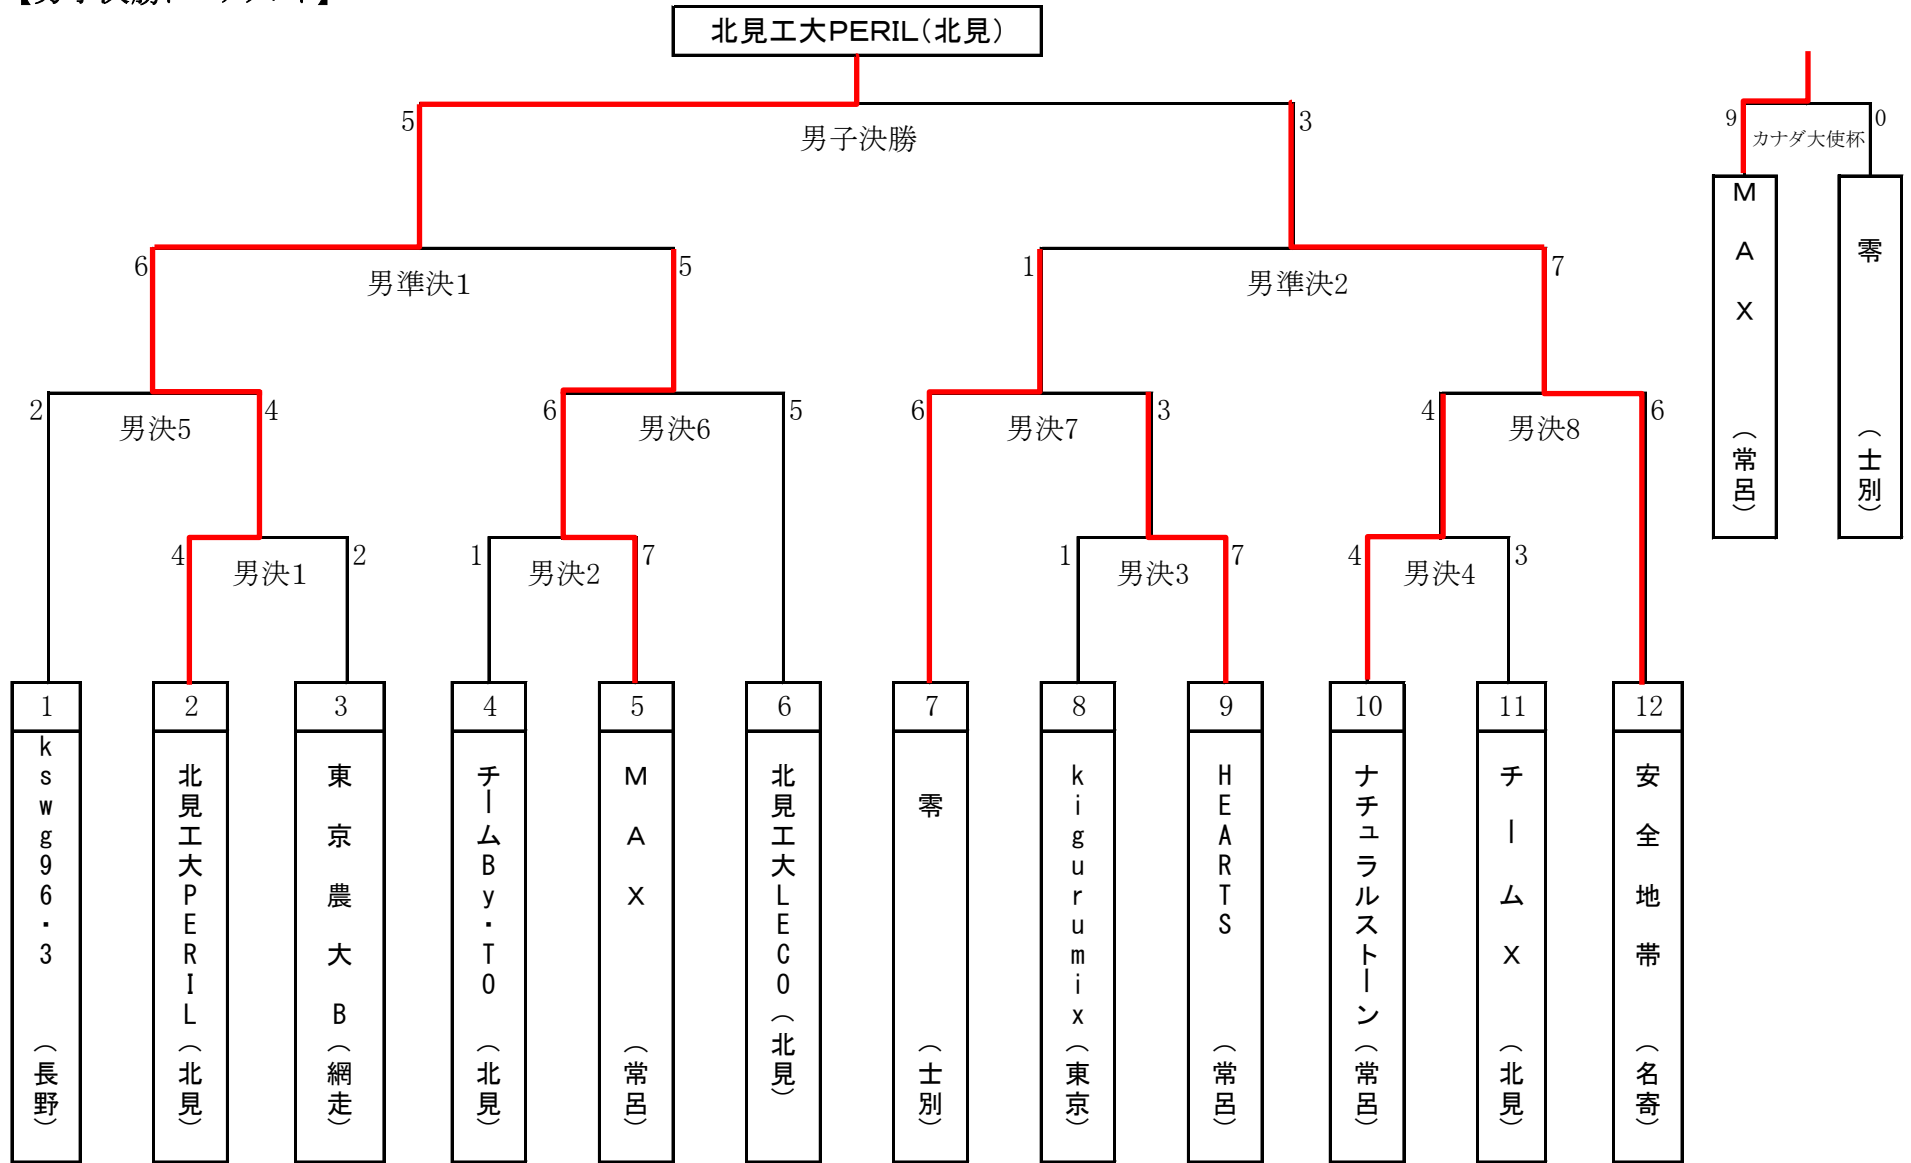 北見工大PERIL(北見)
5
男子決勝
3
9
カナダ大使杯
0
MAX(常呂)
零(士別)
6
男準決1
5
1
男準決2
7
2
男決5
4
6
男決6
5
6
男決7
3
4
男決8
6
4
男決1
2
1
男決2
7
1
男決3
7
4
男決4
3
1
kswg96・3(長野)
2
北見工大PERIL(北見)
3
東京農大B(網走)
4
チームBy・TO(北見)
5
MAX(常呂)
6
北見工大LECO(北見)
7
零(士別)
8
kigurumix(東京)
9
HEARTS(常呂)
10
ナチュラルストーン(常呂)
11
チームX(北見)
12
安全地帯(名寄)